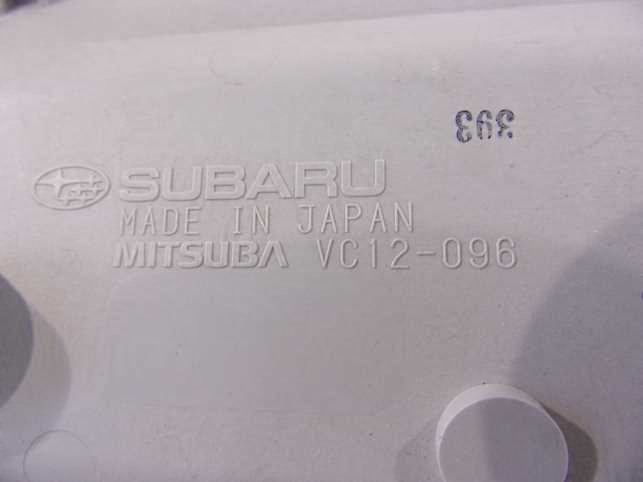 393
SUBARU
MADE IN JAPAN
MITSUBA VC12-096